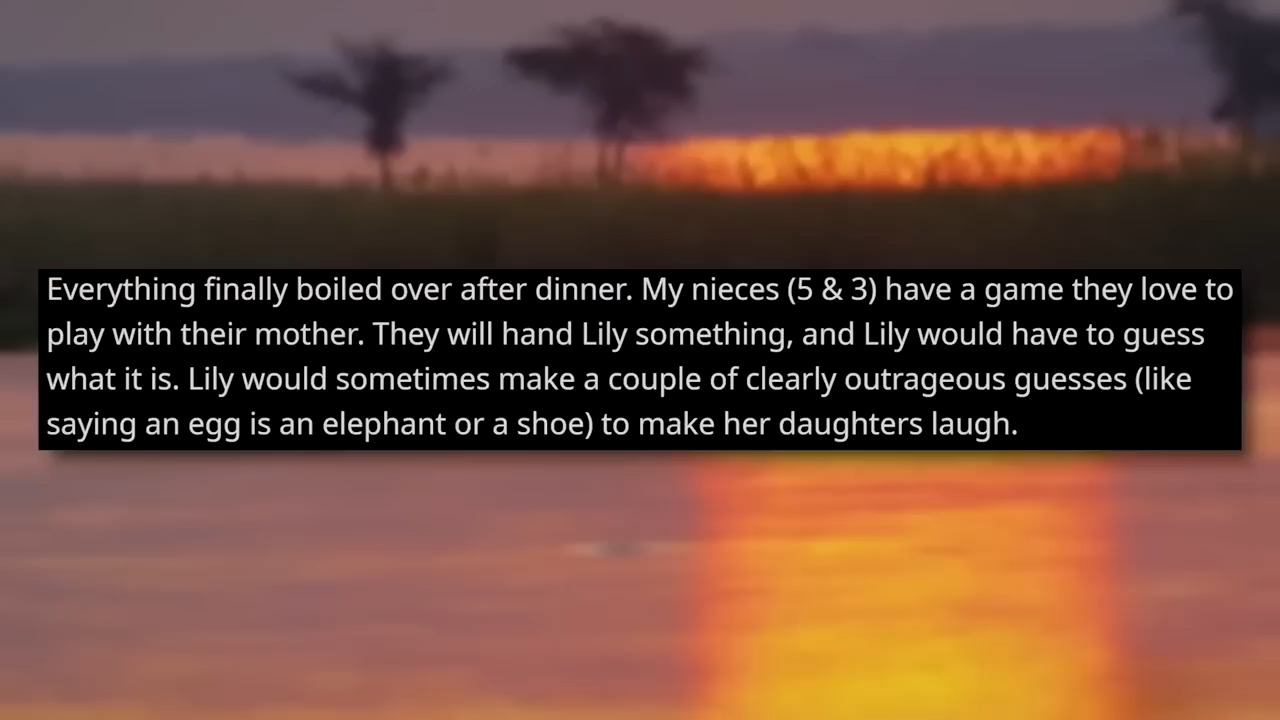 Everything finally boiled over after dinner. My nieces (5 & 3) have a game they love to
play with their mother. They will hand Lily something, and Lily would have to guess
what it is. Lily would sometimes make a couple of clearly outrageous guesses (like
saying an egg is an elephant or a shoe) to make her daughters laugh.